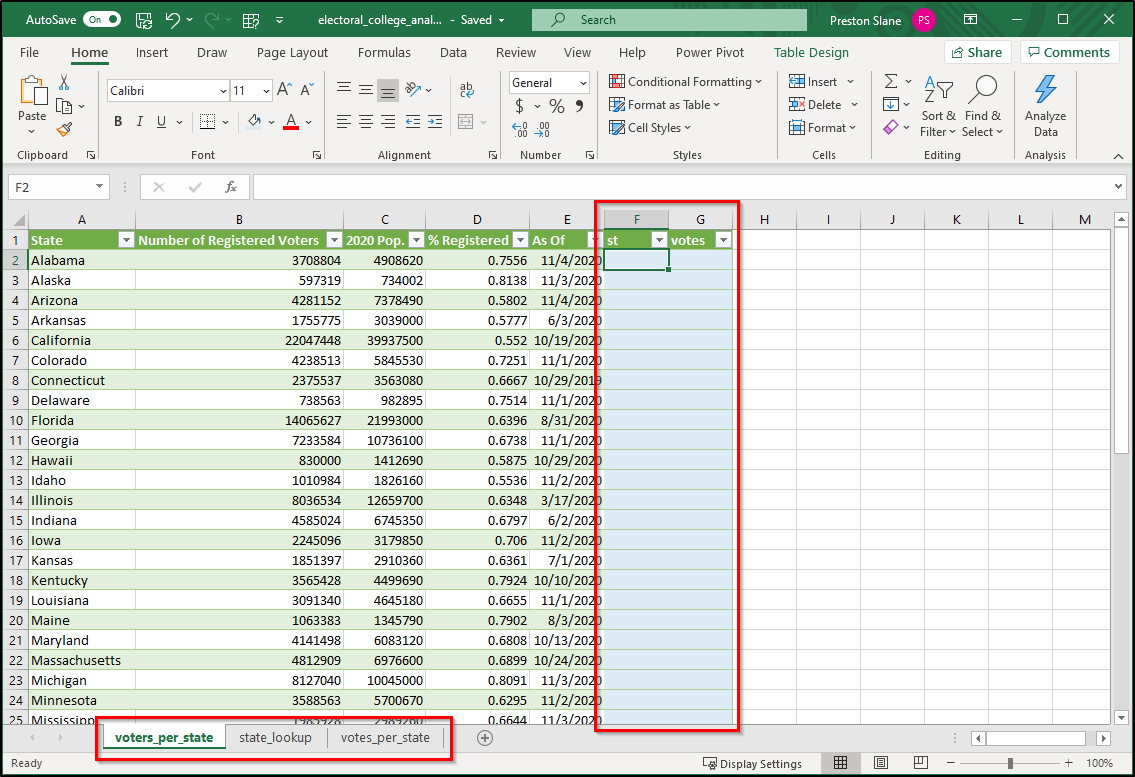 AutoSave On electoral_college_anal... - Saved Search Preston Slane PS
File Home Insert Draw Page Layout Formulas Data Review View Help Power Pivot Table Design Share Comments
Calibri 11 General Conditional Formatting Insert
Paste B I U A $ % Format as Table Delete Sort & Filter Find & Select Analyze Data
Cell Styles Format
Clipboard Font Alignment Number Styles Cells Editing Analysis
F2 fx
A B C D E F G H I J K L M
1 State Number of Registered Voters 2020 Pop. % Registered As Of st votes
2 Alabama 3708804 4908620 0.7556 11/4/2020
3 Alaska 597319 734002 0.8138 11/3/2020
4 Arizona 4281152 7378490 0.5802 11/4/2020
5 Arkansas 1755775 3039000 0.5777 6/3/2020
6 California 22047448 39937500 0.552 10/19/2020
7 Colorado 4238513 5845530 0.7251 11/1/2020
8 Connecticut 2375537 3563080 0.6667 10/29/2019
9 Delaware 738563 982895 0.7514 11/1/2020
10 Florida 14065627 21993000 0.6396 8/31/2020
11 Georgia 7233584 10736100 0.6738 11/1/2020
12 Hawaii 830000 1412690 0.5875 10/29/2020
13 Idaho 1010984 1826160 0.5536 11/2/2020
14 Illinois 8036534 12659700 0.6348 3/17/2020
15 Indiana 4585024 6745350 0.6797 6/2/2020
16 Iowa 2245096 3179850 0.706 11/2/2020
17 Kansas 1851397 2910360 0.6361 7/1/2020
18 Kentucky 3565428 4499690 0.7924 10/10/2020
19 Louisiana 3091340 4645180 0.6655 11/1/2020
20 Maine 1063383 1345790 0.7902 8/3/2020
21 Maryland 4141498 6083120 0.6808 10/13/2020
22 Massachusetts 4812909 6976600 0.6899 10/24/2020
23 Michigan 8127040 10045000 0.8091 11/3/2020
24 Minnesota 3588563 5700670 0.6295 11/2/2020
25 Mississippi 0.6644 11/3/2020
voters_per_state state_lookup votes_per_state
Ready Display Settings 100%